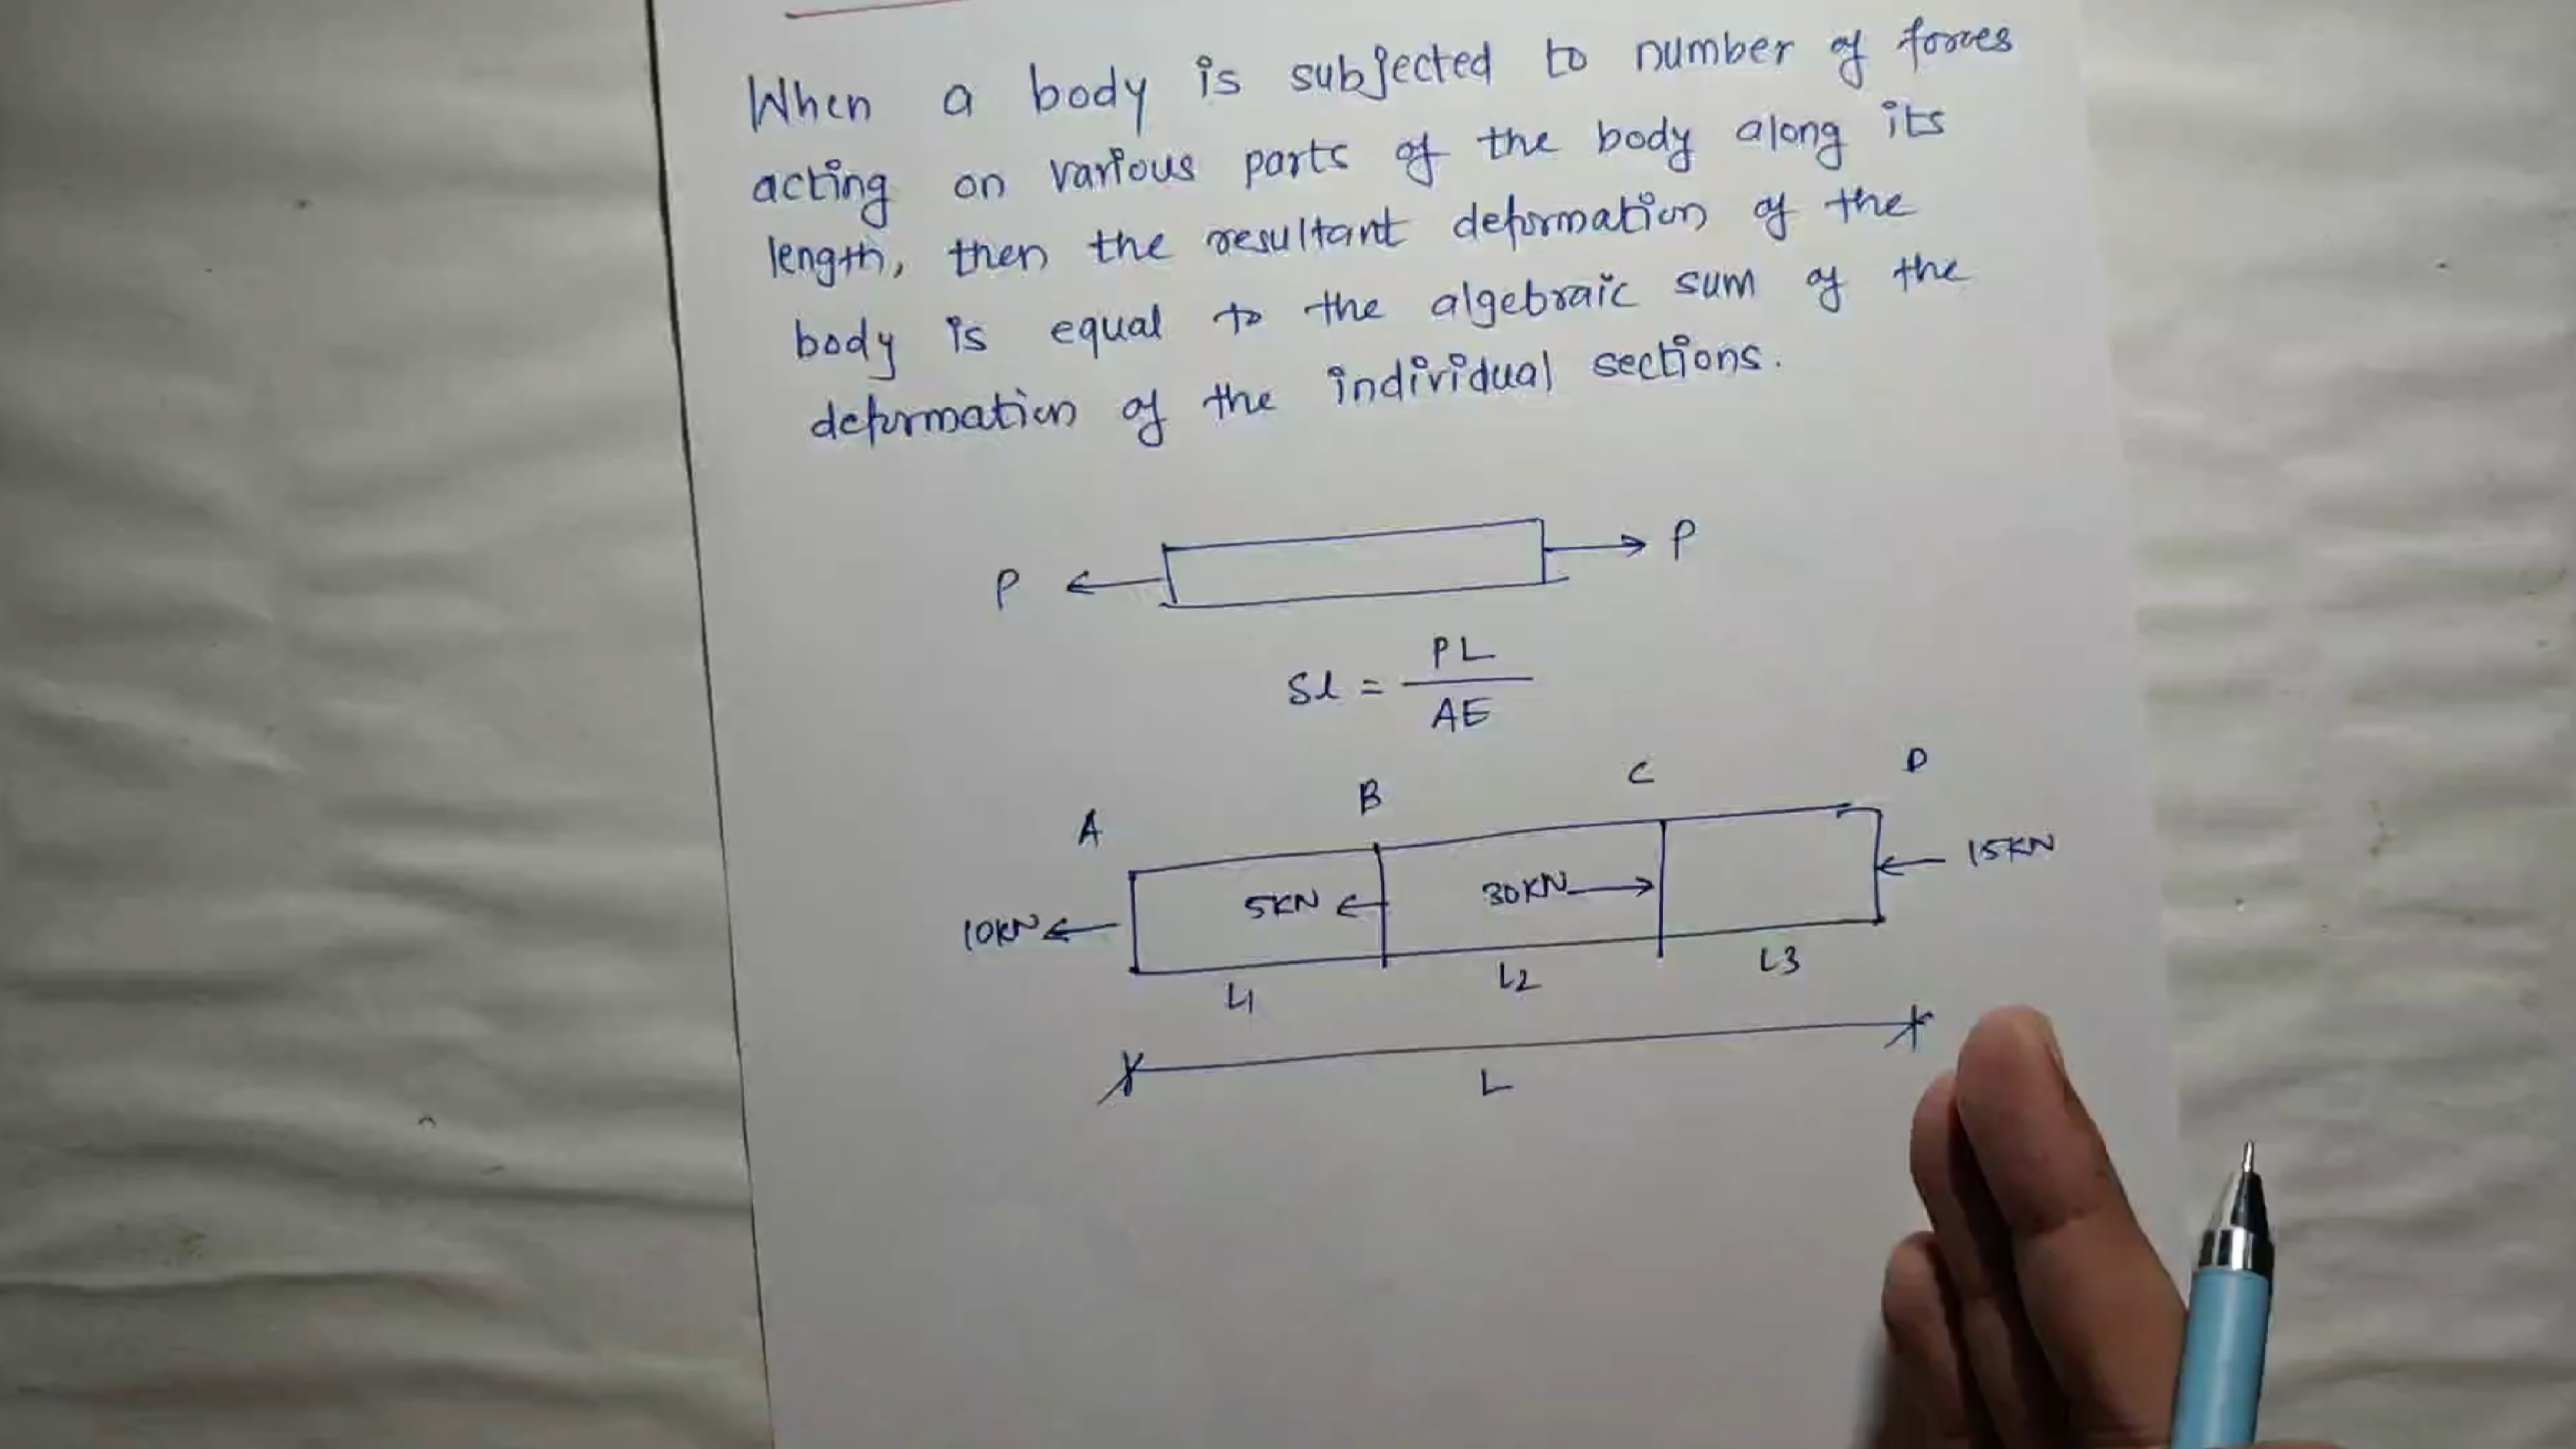 When a body is subjected to number of forces
acting on various parts of the body along its
length, then the resultant deformation of the
body is equal to the algebraic sum of the
deformation of the individual sections.
P P
Sl = PL
AE
A B C D
10KN 5KN 30KN 15KN
L1 L2 L3
L